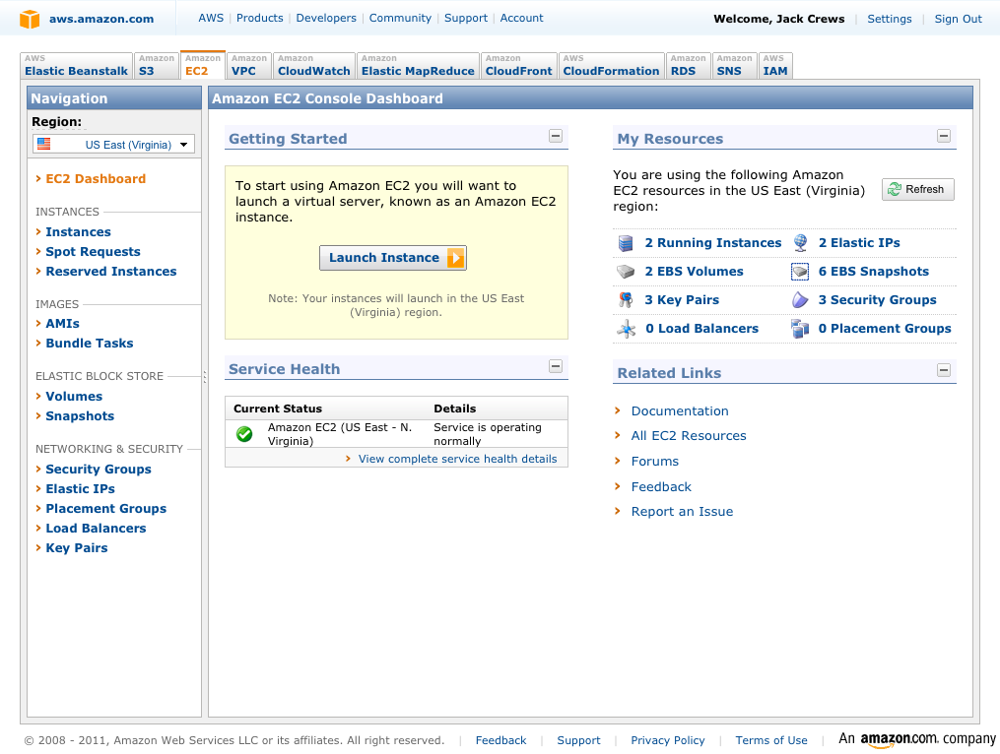 aws.amazon.com
AWS | Products | Developers | Community | Support | Account
Welcome, Jack Crews | Settings | Sign Out
AWS Elastic Beanstalk
Amazon S3
Amazon EC2
Amazon VPC
Amazon CloudWatch
Amazon Elastic MapReduce
Amazon CloudFront
AWS CloudFormation
Amazon RDS
Amazon SNS
AWS IAM
Navigation
Region:
US East (Virginia)
EC2 Dashboard
INSTANCES
Instances
Spot Requests
Reserved Instances
IMAGES
AMIs
Bundle Tasks
ELASTIC BLOCK STORE
Volumes
Snapshots
NETWORKING & SECURITY
Security Groups
Elastic IPs
Placement Groups
Load Balancers
Key Pairs
Amazon EC2 Console Dashboard
Getting Started
To start using Amazon EC2 you will want to
launch a virtual server, known as an Amazon EC2
instance.
Launch Instance
Note: Your instances will launch in the US East
(Virginia) region.
Service Health
Current Status Details
Amazon EC2 (US East - N.
Virginia)
Service is operating
normally
View complete service health details
My Resources
You are using the following Amazon
EC2 resources in the US East (Virginia)
region:
Refresh
2 Running Instances 2 Elastic IPs
2 EBS Volumes 6 EBS Snapshots
3 Key Pairs 3 Security Groups
0 Load Balancers 0 Placement Groups
Related Links
Documentation
All EC2 Resources
Forums
Feedback
Report an Issue
© 2008 - 2011, Amazon Web Services LLC or its affiliates. All right reserved. | Feedback | Support | Privacy Policy | Terms of Use | An amazon.com company